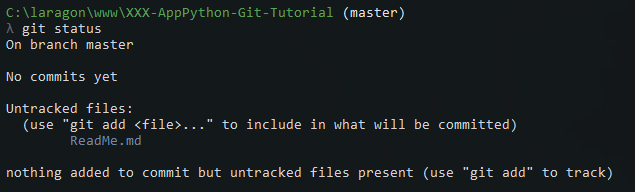 C:\laragon\www\XXX-AppPython-Git-Tutorial (master)
λ git status
On branch master
No commits yet
Untracked files:
(use "git add <file>..." to include in what will be committed)
ReadMe.md
nothing added to commit but untracked files present (use "git add" to track)